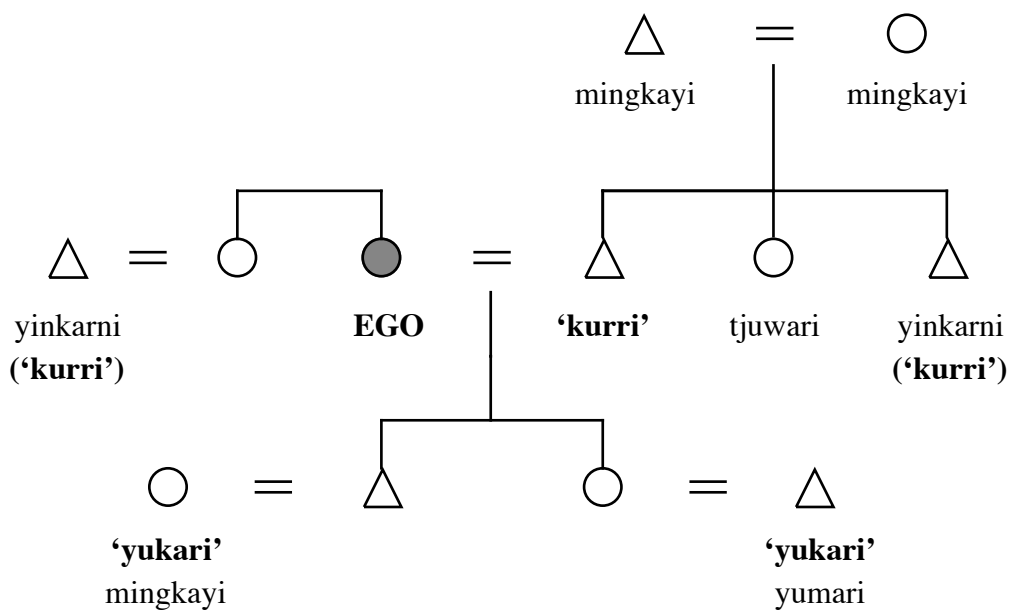 mingkayi mingkayi
yinkarni EGO ‘kurri’ tjuwari yinkarni
(‘kurri’) (‘kurri’)
‘yukari’ ‘yukari’
mingkayi yumari